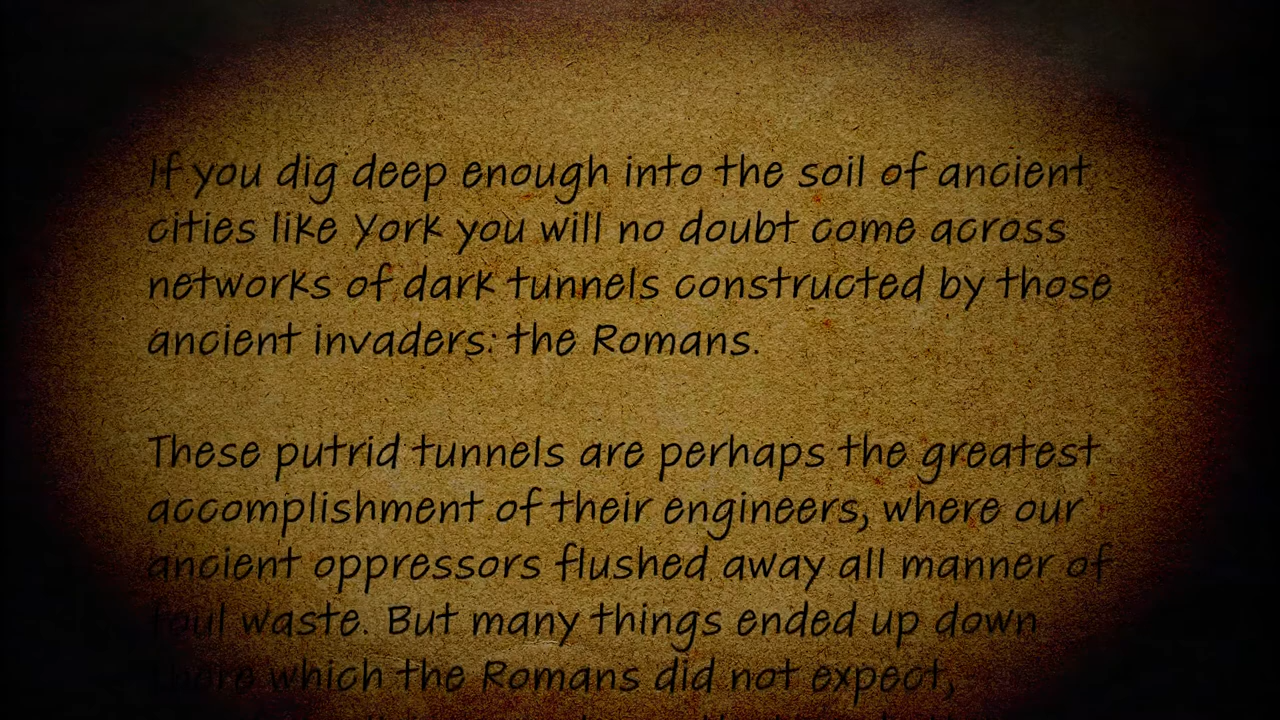 If you dig deep enough into the soil of ancient
cities like York you will no doubt come across
networks of dark tunnels constructed by those
ancient invaders: the Romans.
These putrid tunnels are perhaps the greatest
accomplishment of their engineers, where our
ancient oppressors flushed away all manner of
foul waste. But many things ended up down
there which the Romans did not expect,